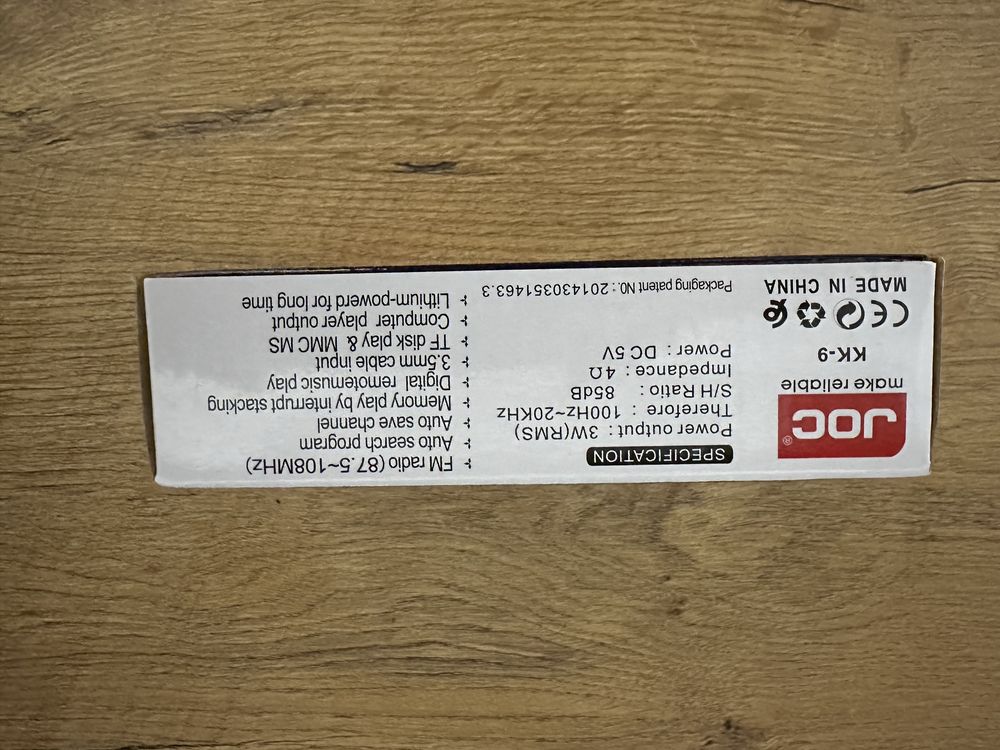 JOC®
make reliable
KK-9
CE
MADE IN CHINA
SPECIFICATION
Power output : 3W(RMS)
Therefore : 100Hz~20KHz
S/H Ratio : 85dB
Impedance : 4Ω
Power : DC 5V
Packaging patent NO.: 201430351463.3
FM radio (87.5~108MHz)
Auto search program
Auto save channel
Memory play by interrupt stacking
Digital remotemusic play
3.5mm cable input
TF disk play & MMC MS
Computer player output
Lithium-powerd for long time